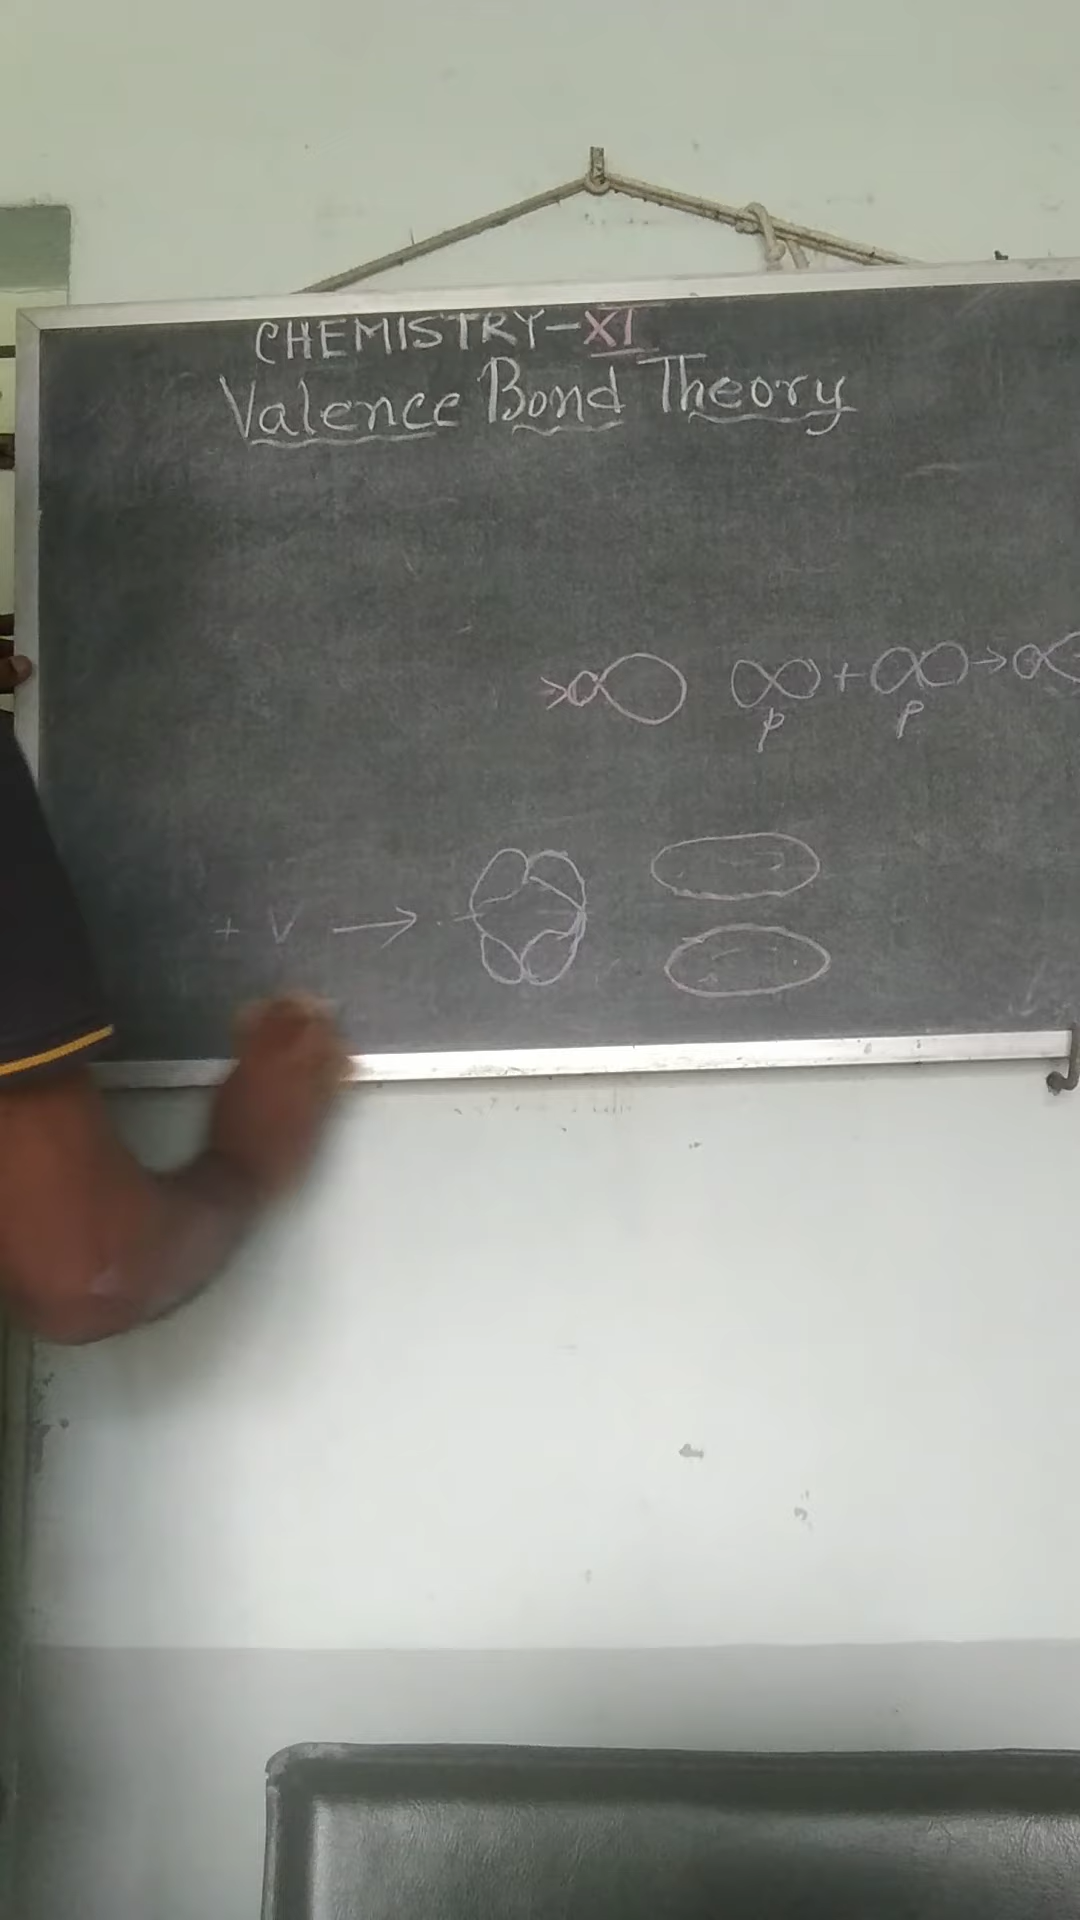 CHEMISTRY-XI
Valence Bond Theory
+ →
p p
+ →